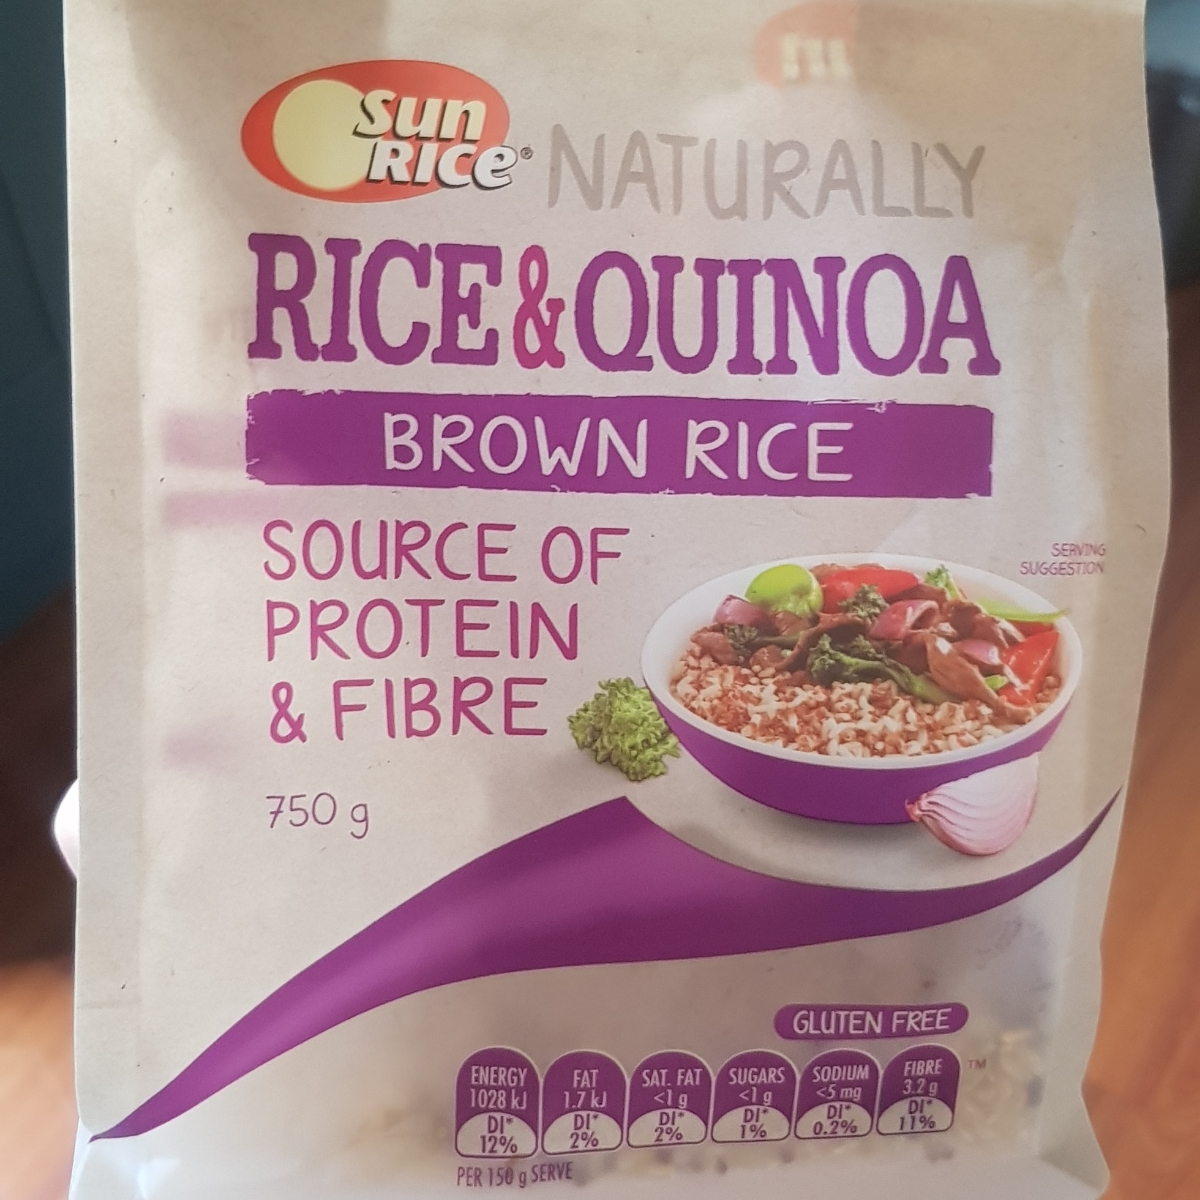 Sun
RICe®
NATURALLY
RICE&QUINOA
BROWN RICE
SOURCE OF
PROTEIN
& FIBRE
SERVING
SUGGESTION
750 g
GLUTEN FREE
ENERGY
1028 kJ
DI*
12%
FAT
1.7 kJ
DI*
2%
SAT. FAT
<1 g
DI*
2%
SUGARS
<1 g
DI*
1%
SODIUM
<5 mg
DI*
0.2%
FIBRE
3.2 g
DI*
11%
TM
PER 150 g SERVE